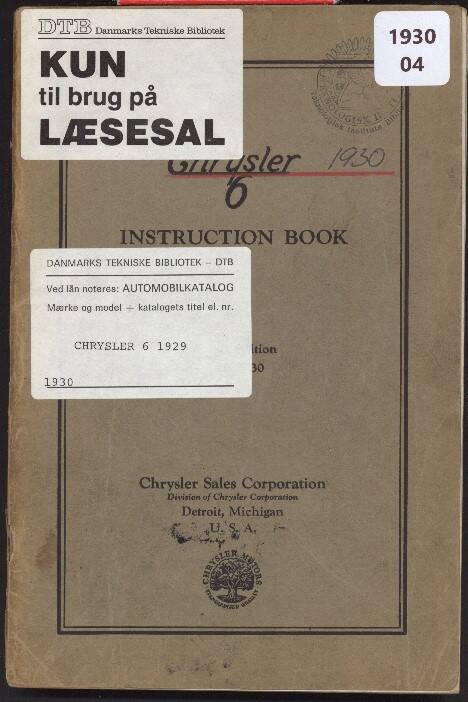 DTB Danmarks Tekniske Bibliotek
KUN
til brug på
LÆSESAL
1930
04
Chrysler 1930
6
INSTRUCTION BOOK
DANMARKS TEKNISKE BIBLIOTEK – DTB
Ved lån noteres: AUTOMOBILKATALOG
Mærke og model + katalogets titel el. nr.
CHRYSLER 6 1929
1930
ition
30
Chrysler Sales Corporation
Division of Chrysler Corporation
Detroit, Michigan
U. S. A.
CHRYSLER MOTORS